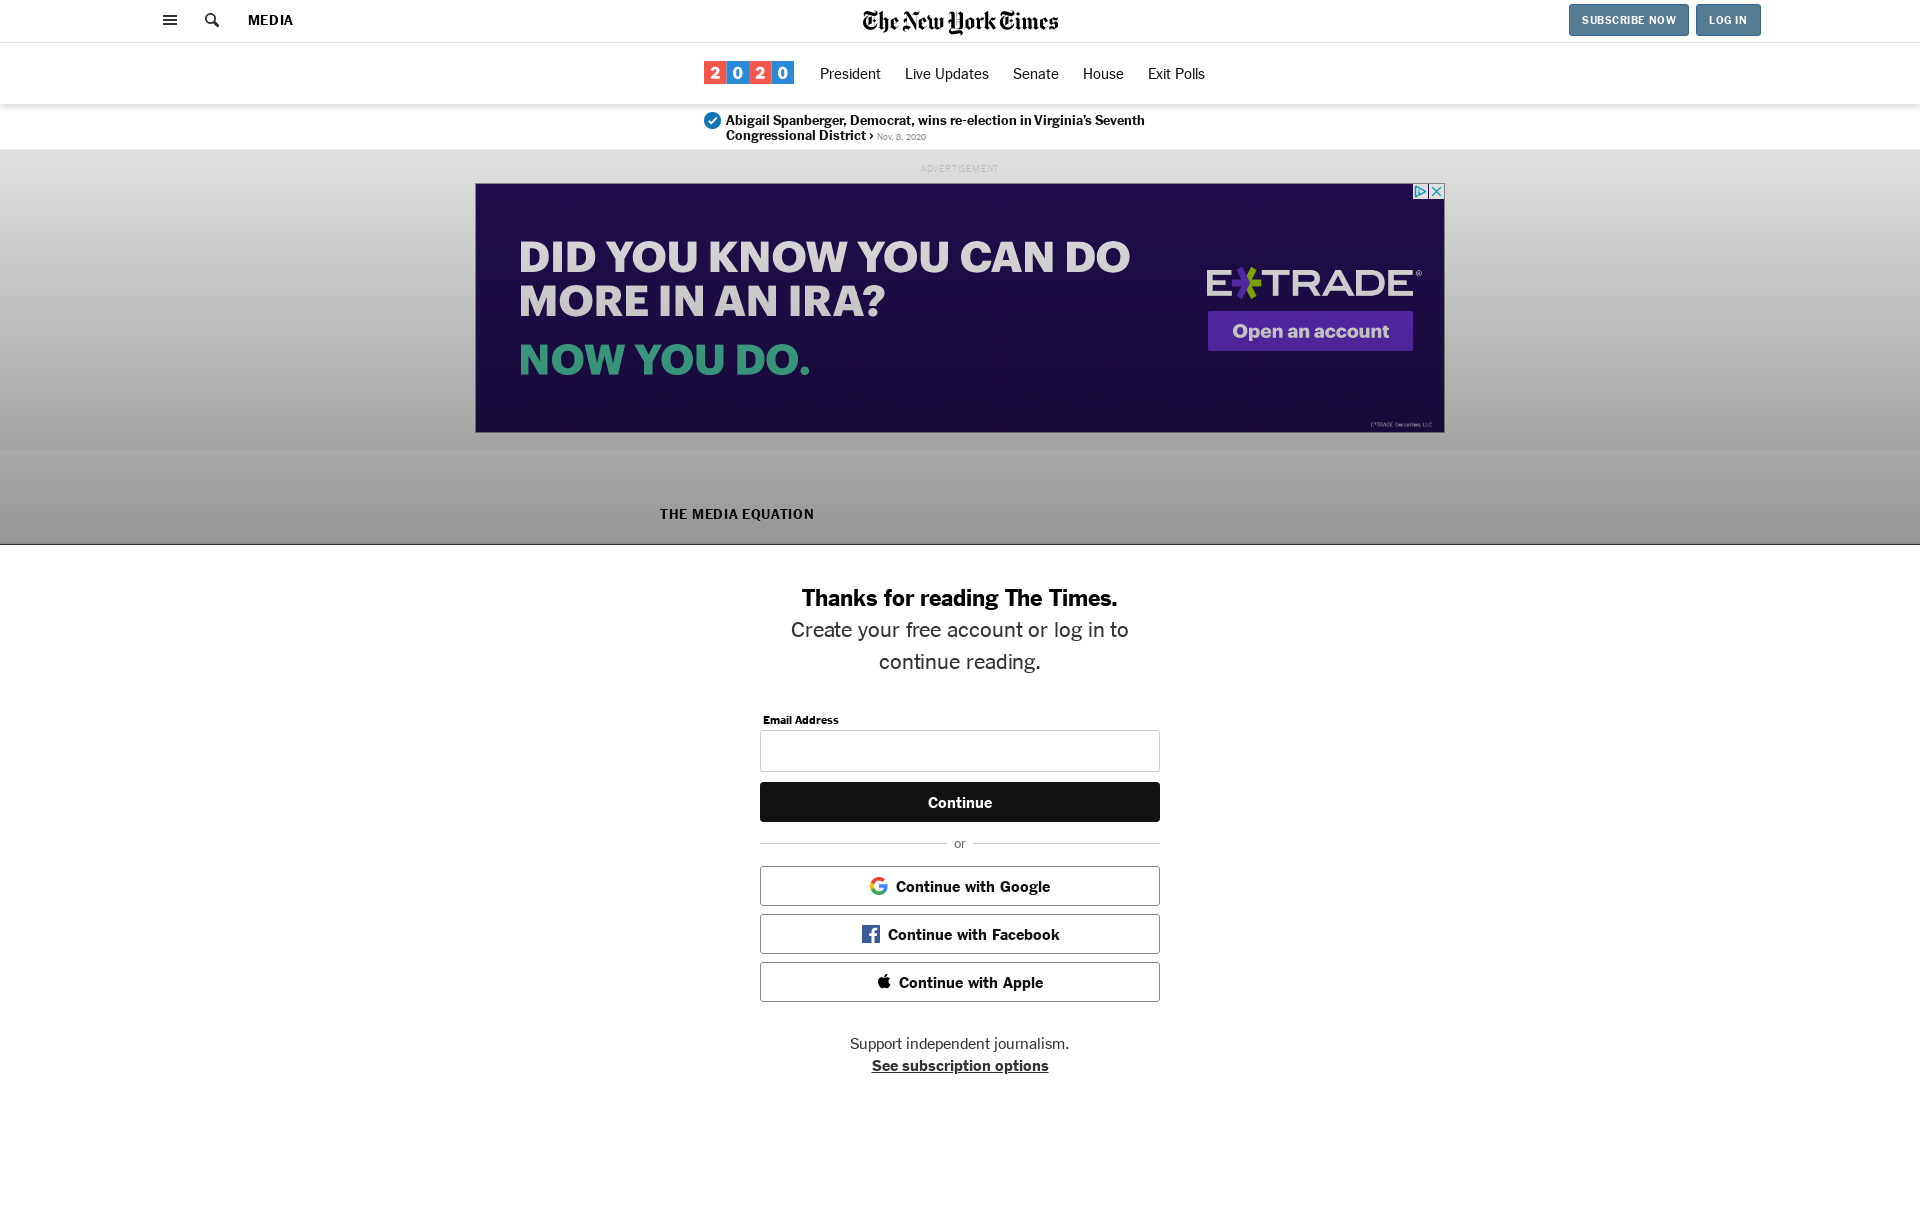 MEDIA
The New York Times
SUBSCRIBE NOW
LOG IN
2020
President
Live Updates
Senate
House
Exit Polls
Abigail Spanberger, Democrat, wins re-election in Virginia’s Seventh
Congressional District › Nov. 8, 2020
ADVERTISEMENT
DID YOU KNOW YOU CAN DO
MORE IN AN IRA?
NOW YOU DO.
E*TRADE®
Open an account
E*TRADE Securities, LLC
THE MEDIA EQUATION
Thanks for reading The Times.
Create your free account or log in to
continue reading.
Email Address
Continue
or
Continue with Google
Continue with Facebook
Continue with Apple
Support independent journalism.
See subscription options